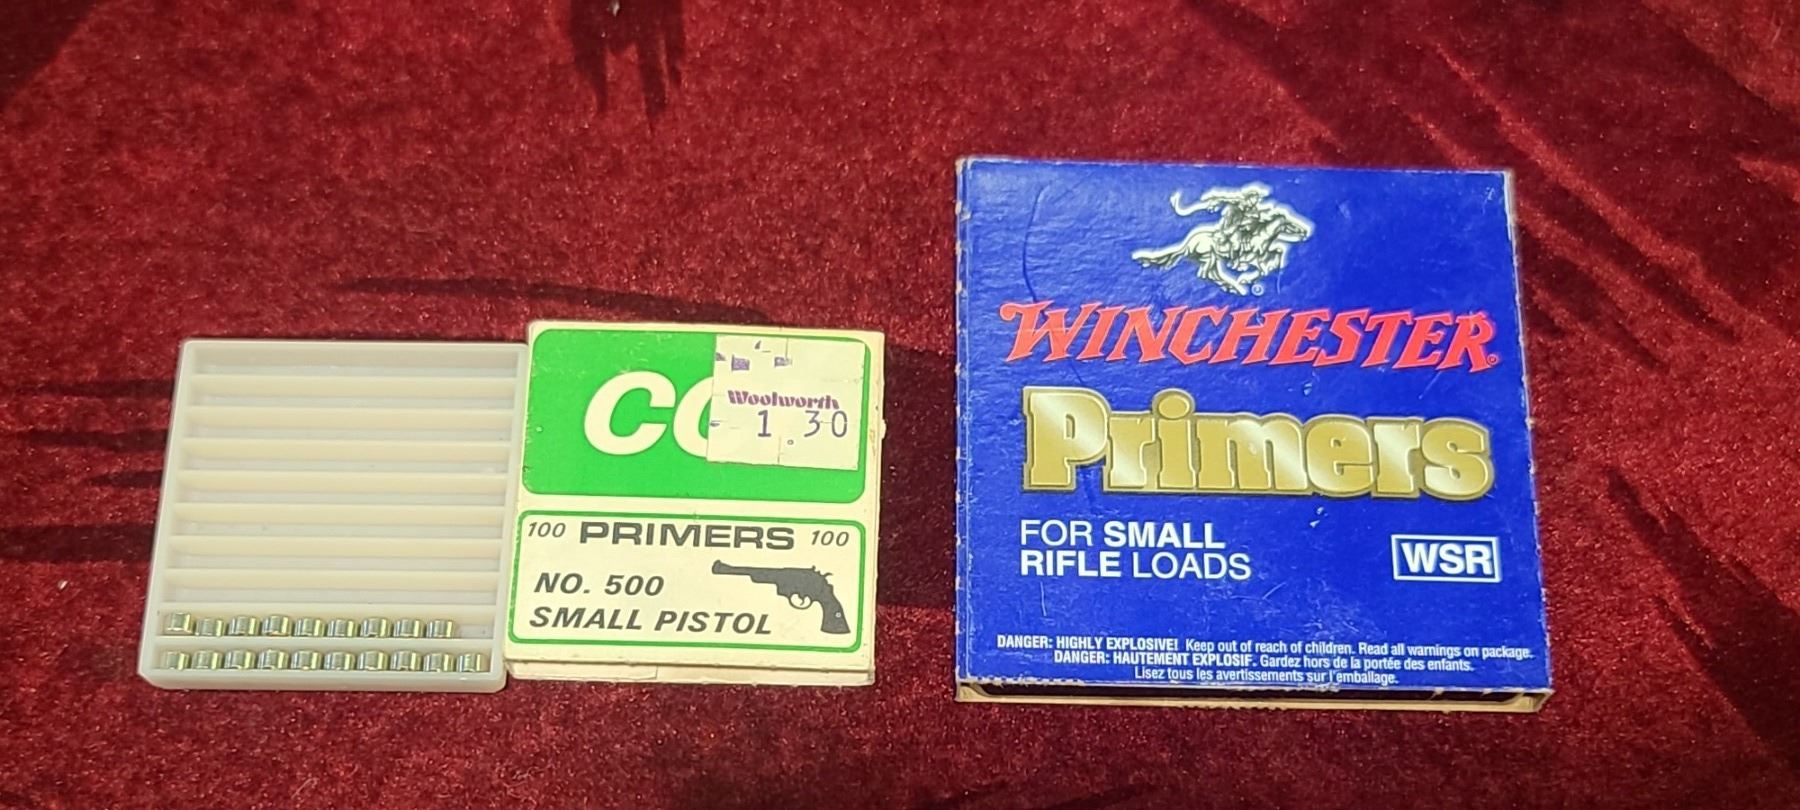 CC
Woolworth
1.30
100 PRIMERS 100
NO. 500
SMALL PISTOL
WINCHESTER®
Primers
FOR SMALL
RIFLE LOADS
WSR
DANGER: HIGHLY EXPLOSIVE! Keep out of reach of children. Read all warnings on package.
DANGER: HAUTEMENT EXPLOSIF. Gardez hors de la portée des enfants.
Lisez tous les avertissements sur l'emballage.